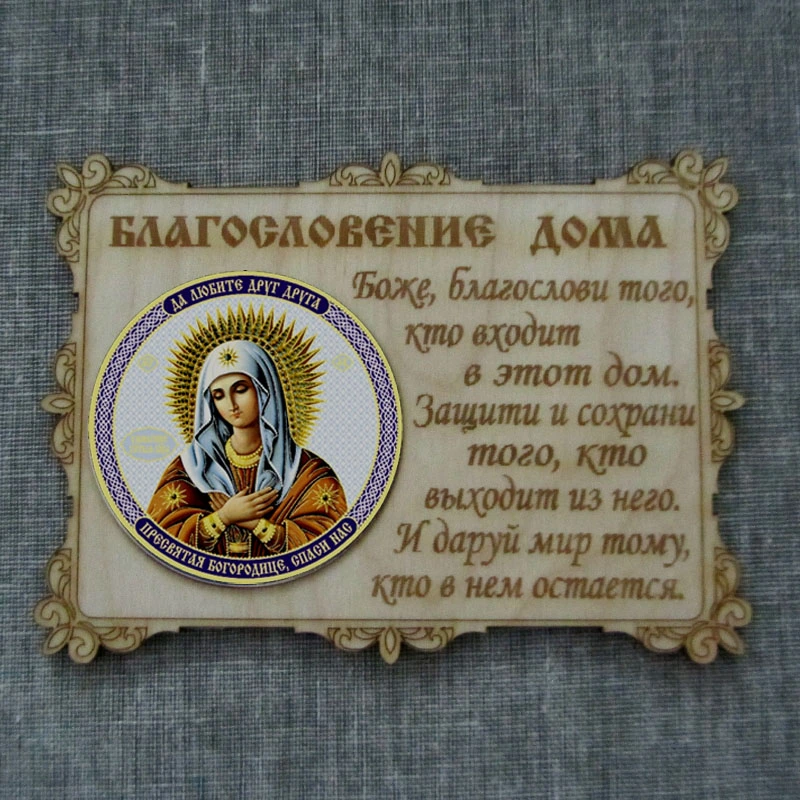 БЛАГОСЛОВЕНИЕ ДОМА
ДА ЛЮБИТЕ ДРУГ ДРУГА
ПРЕСВЯТАЯ БОГОРОДИЦЕ, СПАСИ НАС
Боже, благослови того,
кто входит
в этот дом.
Защити и сохрани
того, кто
выходит из него.
И даруй мир тому,
кто в нем остается.